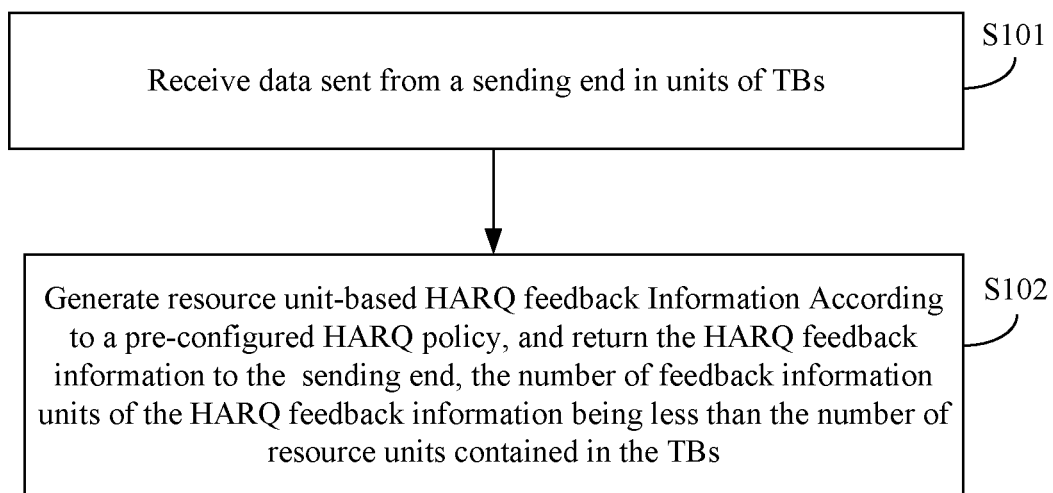 S101
Receive data sent from a sending end in units of TBs
S102
Generate resource unit-based HARQ feedback Information According
to a pre-configured HARQ policy, and return the HARQ feedback
information to the sending end, the number of feedback information
units of the HARQ feedback information being less than the number of
resource units contained in the TBs